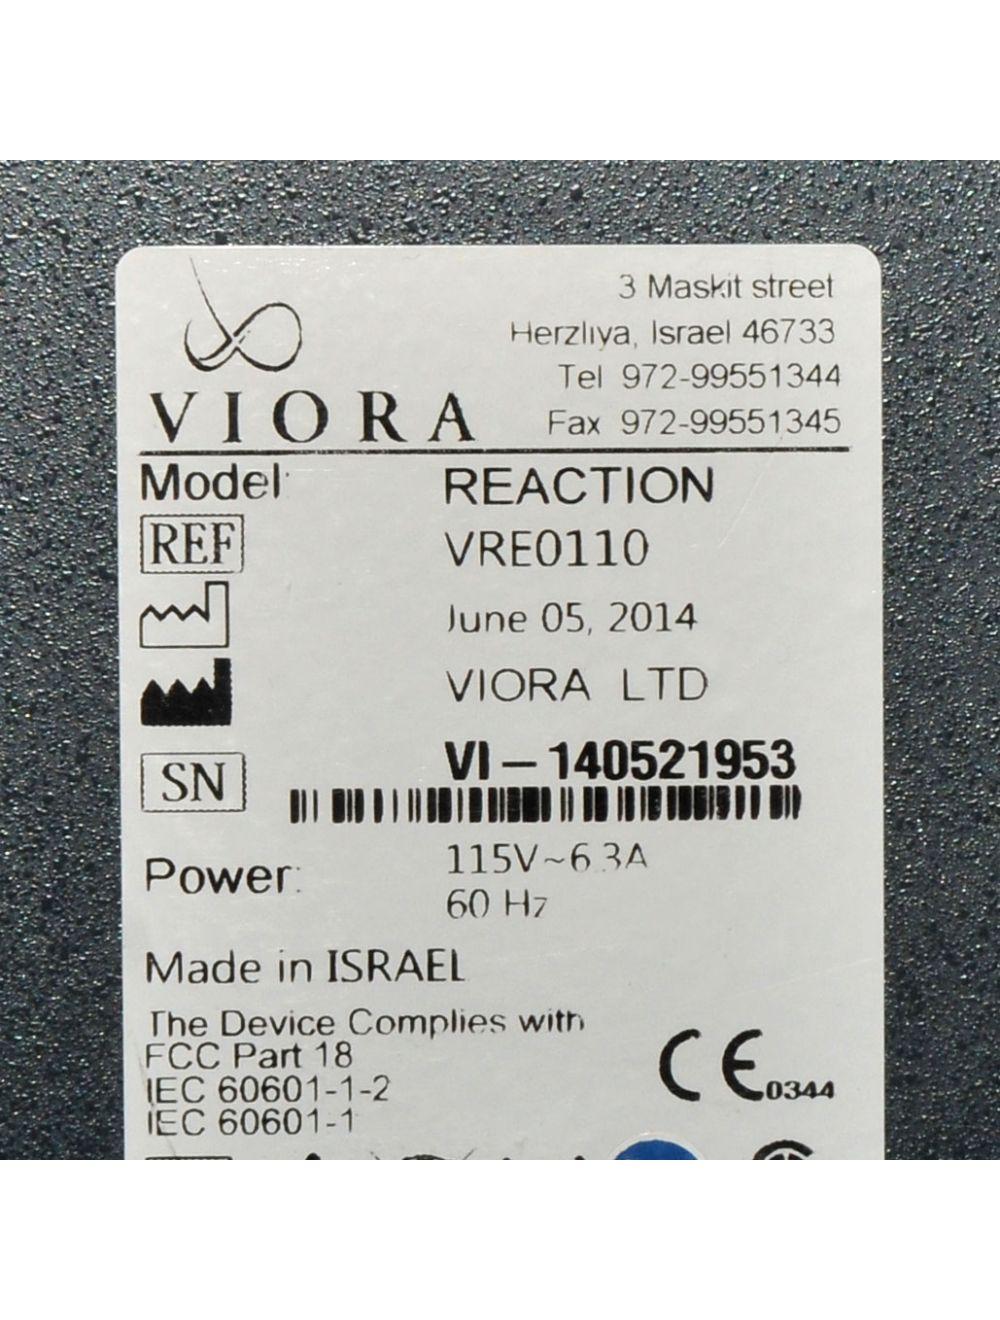 3 Maskit street
Herzliya, Israel 46733
Tel 972-99551344
Fax 972-99551345
VIORA
Model: REACTION
REF VRE0110
June 05, 2014
VIORA LTD
SN VI-140521953
Power: 115V~6.3A
60 Hz
Made in ISRAEL
The Device Complies with
FCC Part 18
IEC 60601-1-2
IEC 60601-1
CE 0344